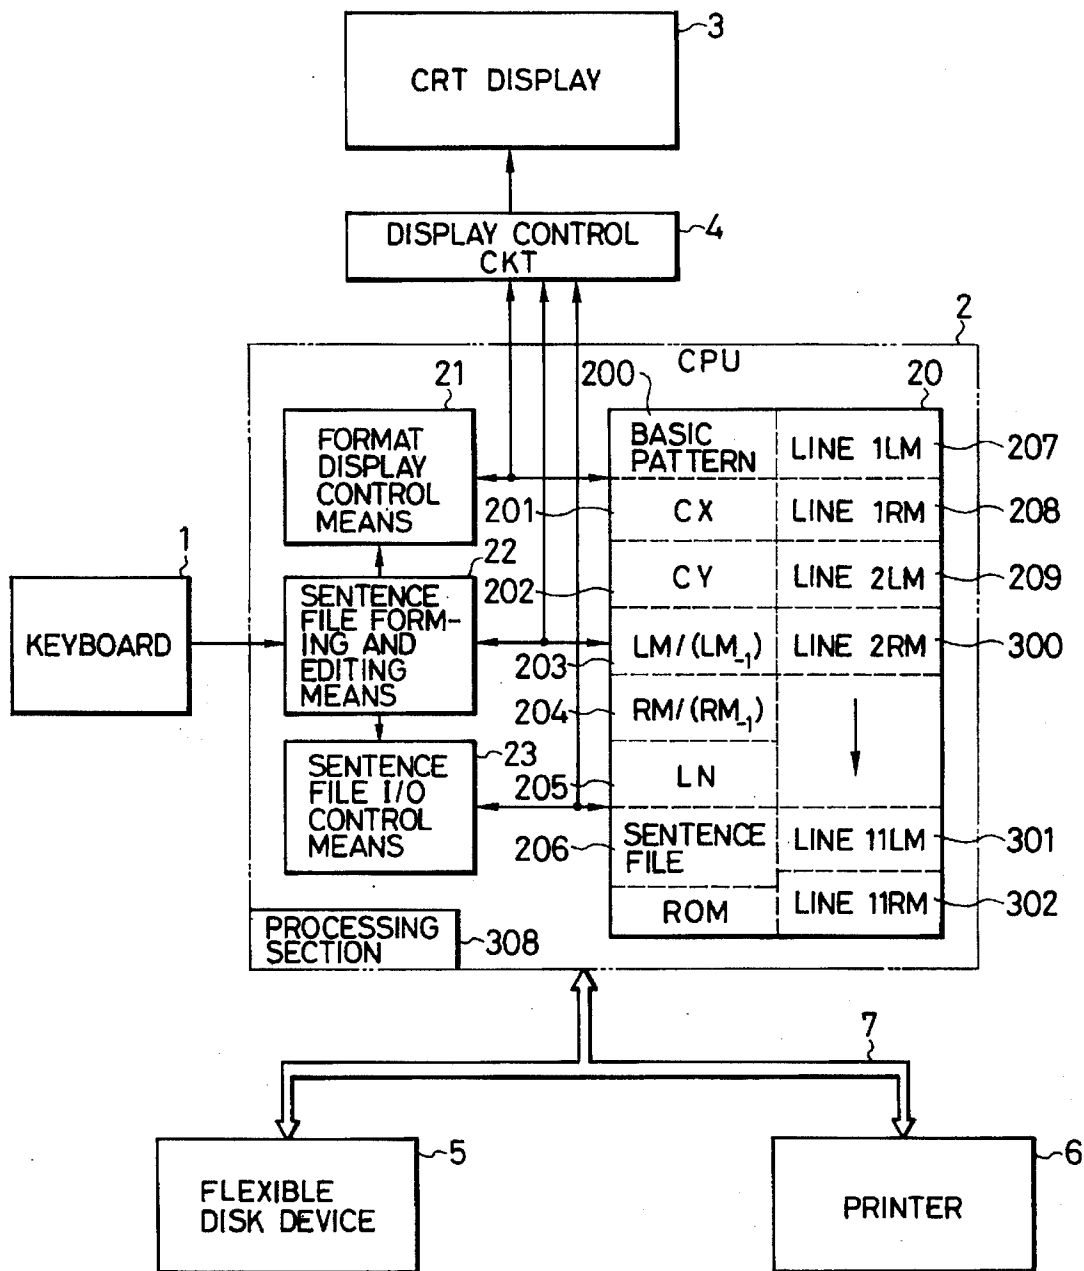 3
CRT DISPLAY
4
DISPLAY CONTROL
CKT
2
CPU
21
200
20
FORMAT
DISPLAY
CONTROL
MEANS
BASIC
PATTERN
LINE 1LM
207
201
CX
LINE 1RM
208
1
22
KEYBOARD
SENTENCE
FILE FORM-
ING AND
EDITING
MEANS
202
CY
LINE 2LM
209
203
LM/(LM-1)
LINE 2RM
300
204
RM/(RM-1)
23
SENTENCE
FILE I/O
CONTROL
MEANS
205
LN
206
SENTENCE
FILE
LINE 11LM
301
ROM
LINE 11RM
302
PROCESSING
SECTION
308
7
5
FLEXIBLE
DISK DEVICE
6
PRINTER